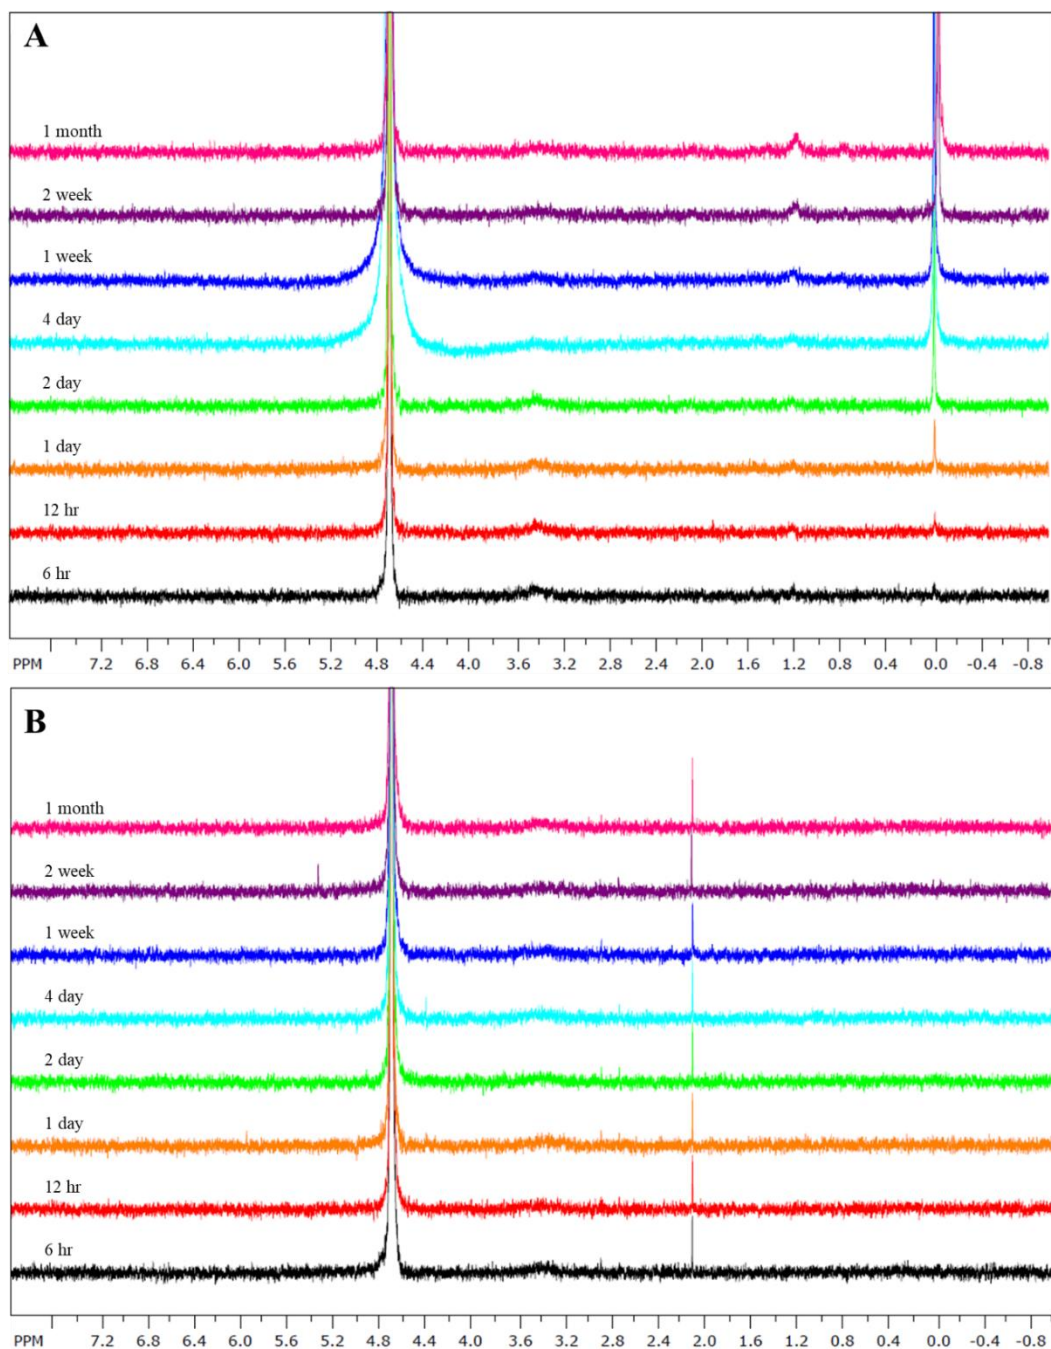 A
1 month
2 week
1 week
4 day
2 day
1 day
12 hr
6 hr
PPM 7.2 6.8 6.4 6.0 5.6 5.2 4.8 4.4 4.0 3.6 3.2 2.8 2.4 2.0 1.6 1.2 0.8 0.4 0.0 -0.4 -0.8
B
1 month
2 week
1 week
4 day
2 day
1 day
12 hr
6 hr
PPM 7.2 6.8 6.4 6.0 5.6 5.2 4.8 4.4 4.0 3.6 3.2 2.8 2.4 2.0 1.6 1.2 0.8 0.4 0.0 -0.4 -0.8